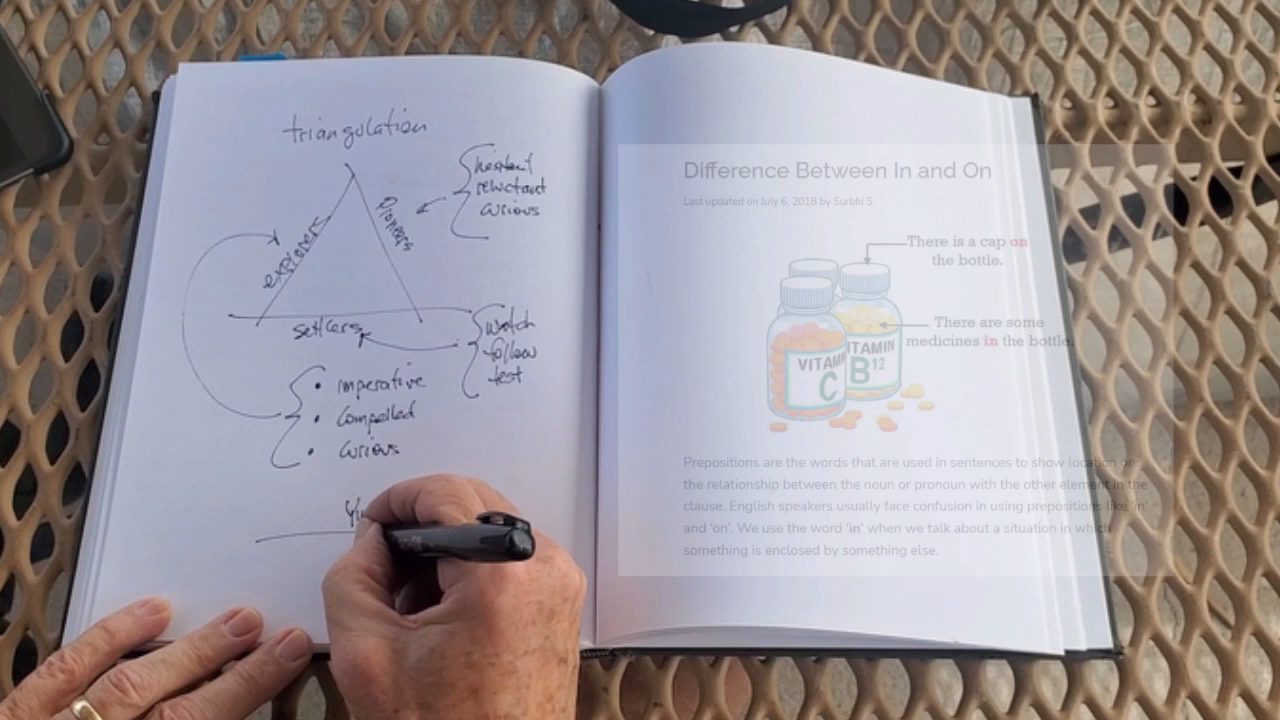 triangulation
explorers
Pioneers
settlers
hesitant
reluctant
curious
watch
follow
test
• imperative
• compelled
• curious
Difference Between In and On
Last updated on July 6, 2018 by Surbhi S
There is a cap on
the bottle.
There are some
medicines in the bottle.
VITAMIN
C
VITAMIN
B12
Prepositions are the words that are used in sentences to show location or
the relationship between the noun or pronoun with the other element in the
clause. English speakers usually face confusion in using prepositions like 'in'
and 'on'. We use the word 'in' when we talk about a situation in which
something is enclosed by something else.